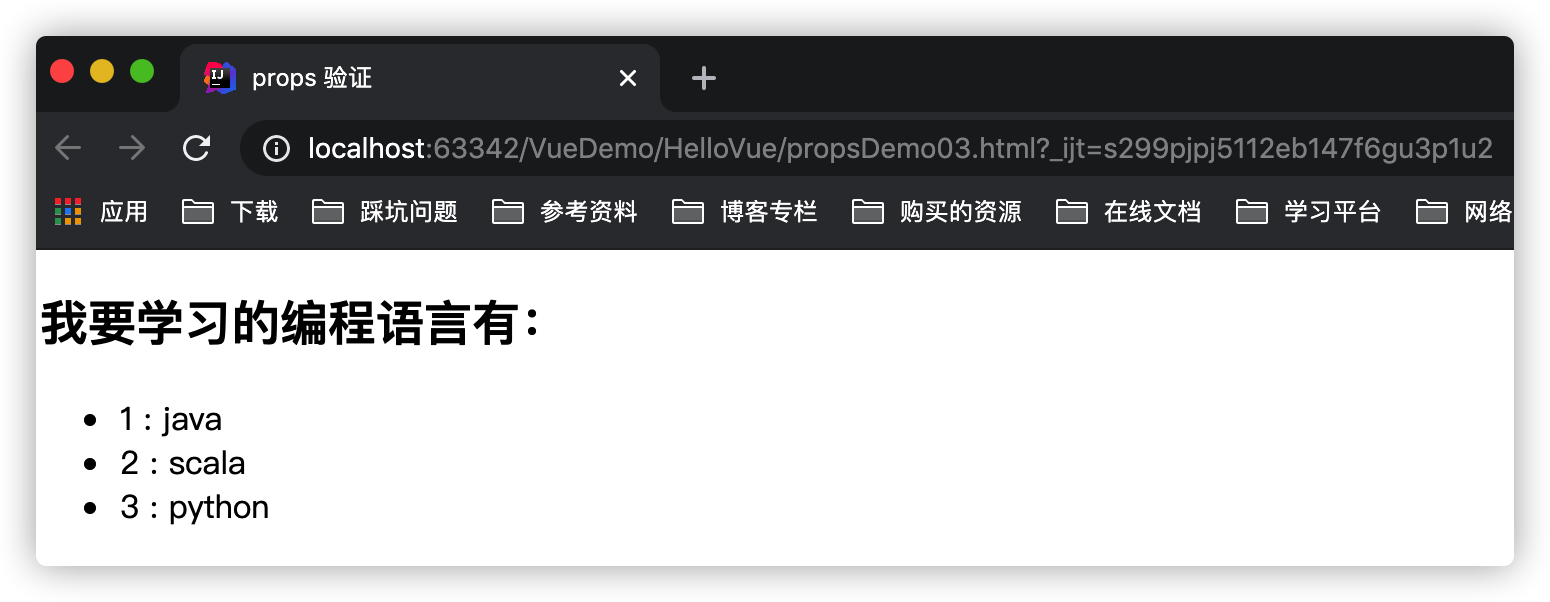 props 验证
localhost:63342/VueDemo/HelloVue/propsDemo03.html?_ijt=s299pjpj5112eb147f6gu3p1u2
应用 下载 踩坑问题 参考资料 博客专栏 购买的资源 在线文档 学习平台 网络
我要学习的编程语言有：
1 : java
2 : scala
3 : python